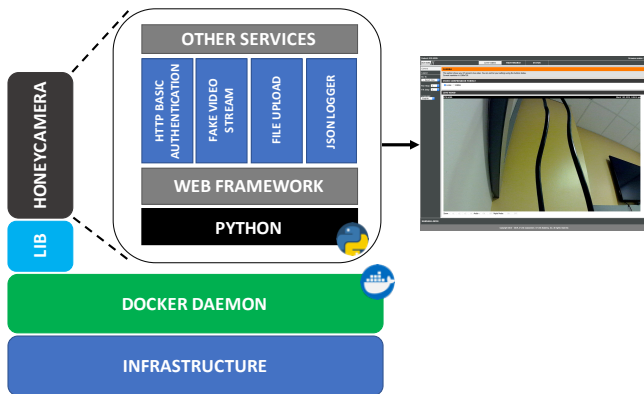 OTHER SERVICES
HTTP BASIC
AUTHENTICATION
FAKE VIDEO
STREAM
FILE UPLOAD
JSON LOGGER
WEB FRAMEWORK
PYTHON
HONEYCAMERA
LIB
DOCKER DAEMON
INFRASTRUCTURE